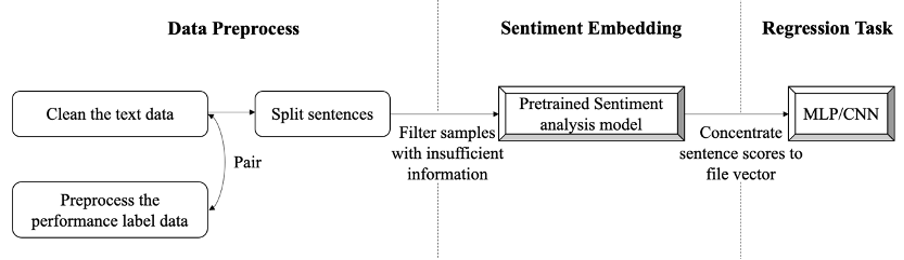 Data Preprocess
Sentiment Embedding
Regression Task
Clean the text data
Split sentences
Pair
Preprocess the
performance label data
Filter samples
with insufficient
information
Pretrained Sentiment
analysis model
Concentrate
sentence scores to
file vector
MLP/CNN